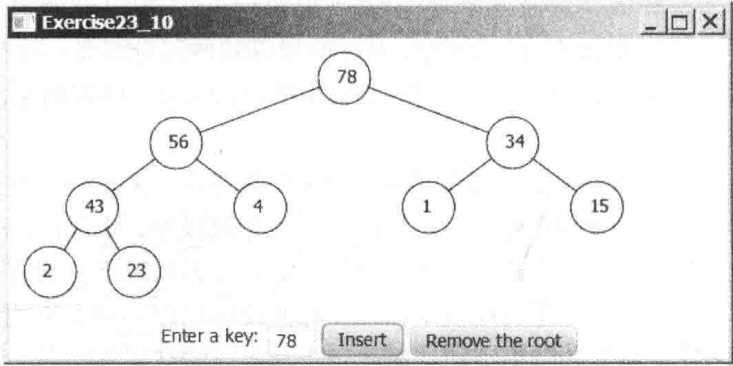 Exercise23_10
78
56 34
43 4 1 15
2 23
Enter a key: 78 Insert Remove the root